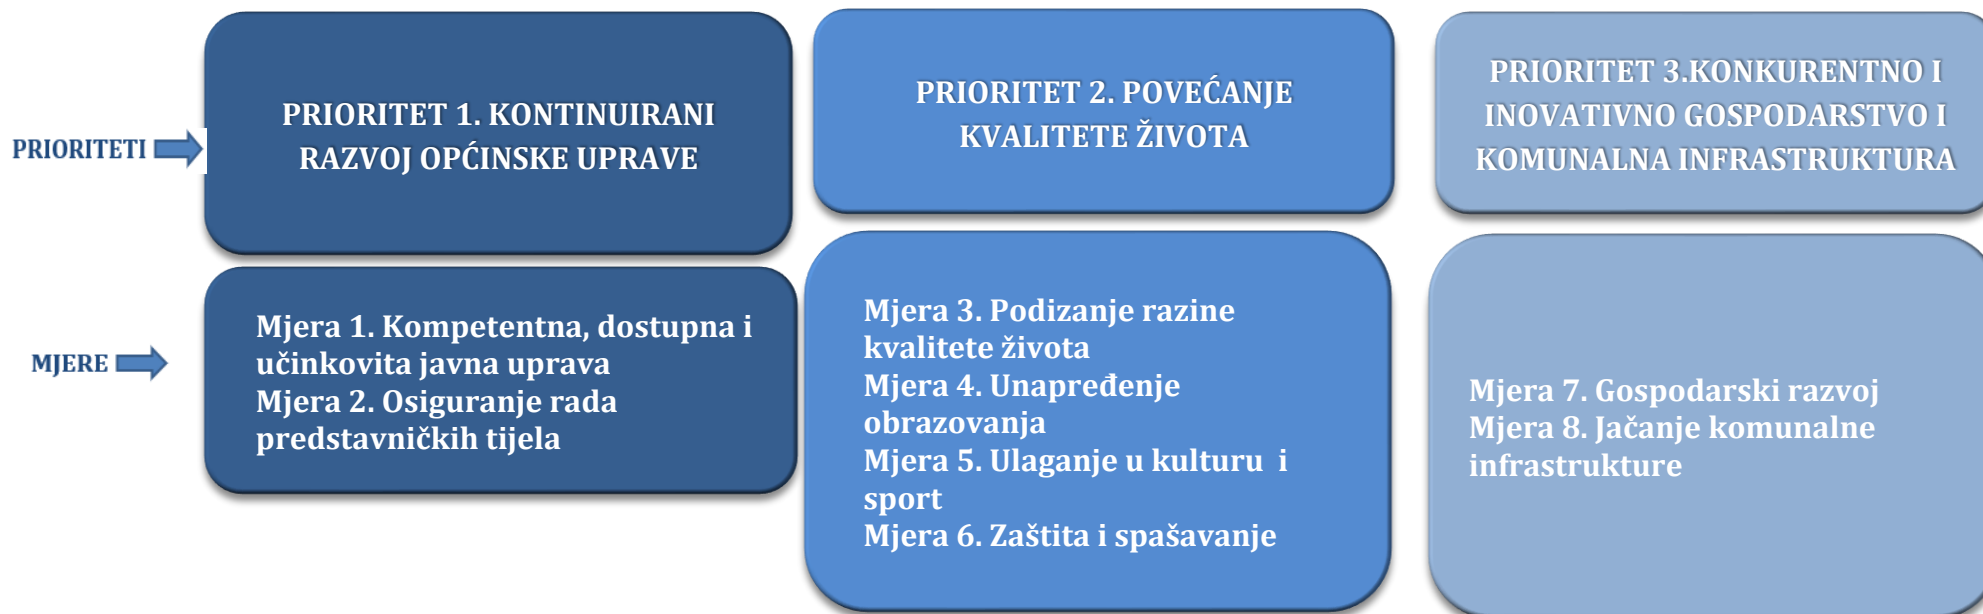 PRIORITETI
PRIORITET 1. KONTINUIRANI
RAZVOJ OPĆINSKE UPRAVE
PRIORITET 2. POVEĆANJE
KVALITETE ŽIVOTA
PRIORITET 3.KONKURENTNO I
INOVATIVNO GOSPODARSTVO I
KOMUNALNA INFRASTRUKTURA
MJERE
Mjera 1. Kompetentna, dostupna i
učinkovita javna uprava
Mjera 2. Osiguranje rada
predstavničkih tijela
Mjera 3. Podizanje razine
kvalitete života
Mjera 4. Unapređenje
obrazovanja
Mjera 5. Ulaganje u kulturu  i
sport
Mjera 6. Zaštita i spašavanje
Mjera 7. Gospodarski razvoj
Mjera 8. Jačanje komunalne
infrastrukture